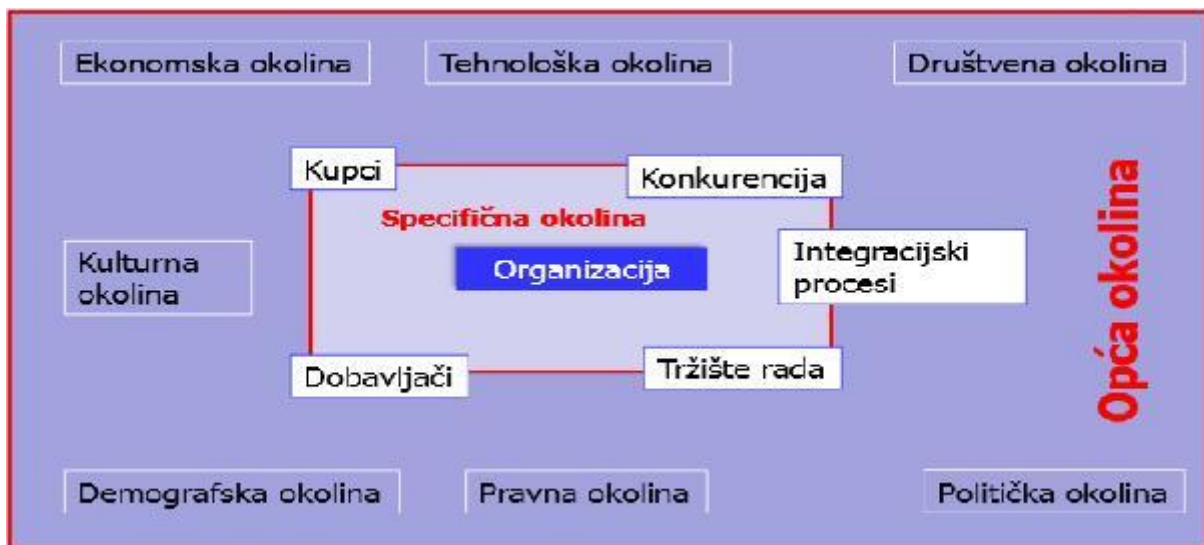 Ekonomska okolina
Tehnološka okolina
Društvena okolina
Kupci
Konkurencija
Specifična okolina
Kulturna
okolina
Organizacija
Integracijski
procesi
Opća okolina
Dobavljači
Tržište rada
Demografska okolina
Pravna okolina
Politička okolina